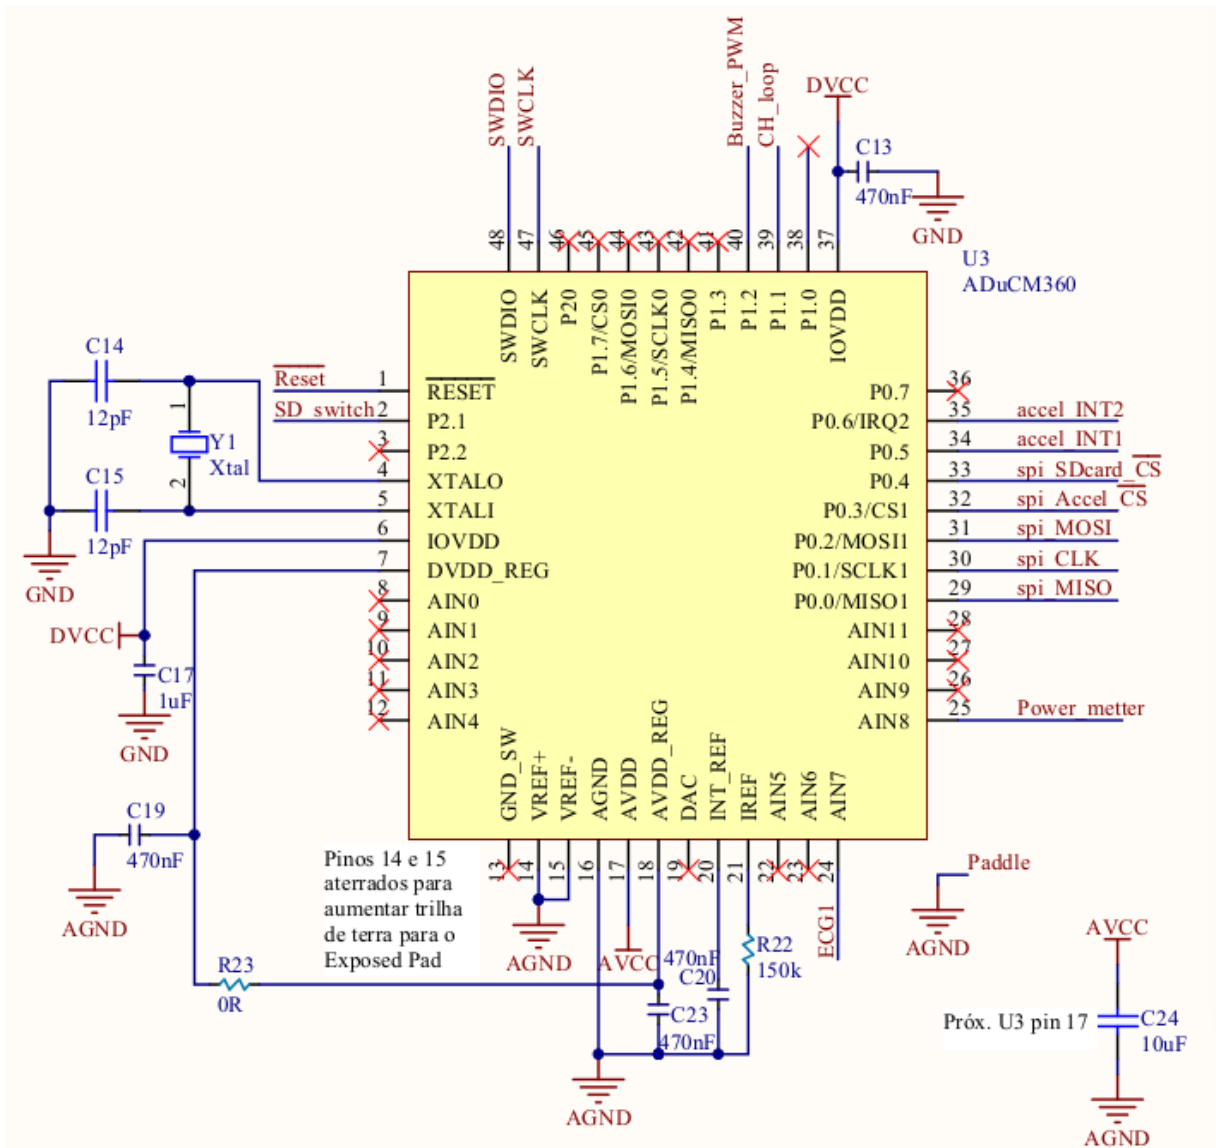 SWDIO
SWCLK
Buzzer_PWM
CH_loop
DVCC
C13
470nF
GND
48
47
46
45
44
43
42
41
40
39
38
37
U3
ADuCM360
SWDIO
SWCLK
P20
P1.7/CS0
P1.6/MOSI0
P1.5/SCLK0
P1.4/MISO0
P1.3
P1.2
P1.1
P1.0
IOVDD
C14
12pF
Y1
Xtal
1
2
C15
12pF
GND
Reset
1
RESET
SD_switch
2
P2.1
3
P2.2
4
XTALO
5
XTALI
6
IOVDD
7
DVDD_REG
8
AIN0
9
AIN1
10
AIN2
11
AIN3
12
AIN4
DVCC
C17
1uF
GND
P0.7
36
P0.6/IRQ2
35
accel_INT2
P0.5
34
accel_INT1
P0.4
33
spi_SDcard_CS
P0.3/CS1
32
spi_Accel_CS
P0.2/MOSI1
31
spi_MOSI
P0.1/SCLK1
30
spi_CLK
P0.0/MISO1
29
spi_MISO
AIN11
28
AIN10
27
AIN9
26
AIN8
25
Power_metter
GND_SW
VREF+
VREF-
AGND
AVDD
AVDD_REG
DAC
INT_REF
IREF
AIN5
AIN6
AIN7
13
14
15
16
17
18
19
20
21
22
23
24
C19
470nF
AGND
Pinos 14 e 15
aterrados para
aumentar trilha
de terra para o
Exposed Pad
AGND
AVCC
R23
0R
470nF
C20
C23
470nF
R22
150k
ECG1
AGND
Paddle
AGND
AVCC
Próx. U3 pin 17
C24
10uF
AGND